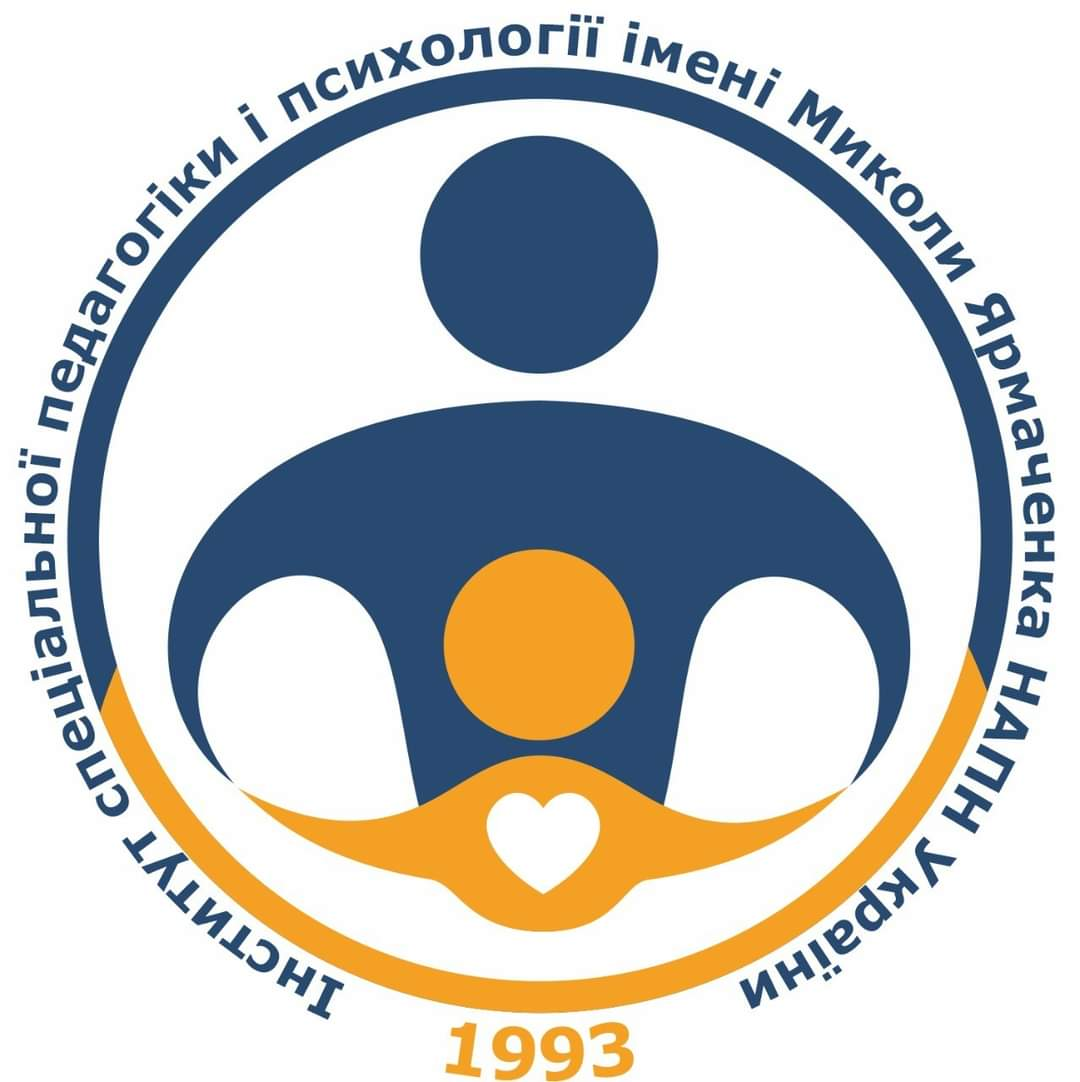 Інститут спеціальної педагогіки і психології імені Миколи Ярмаченка НАПН України
1993